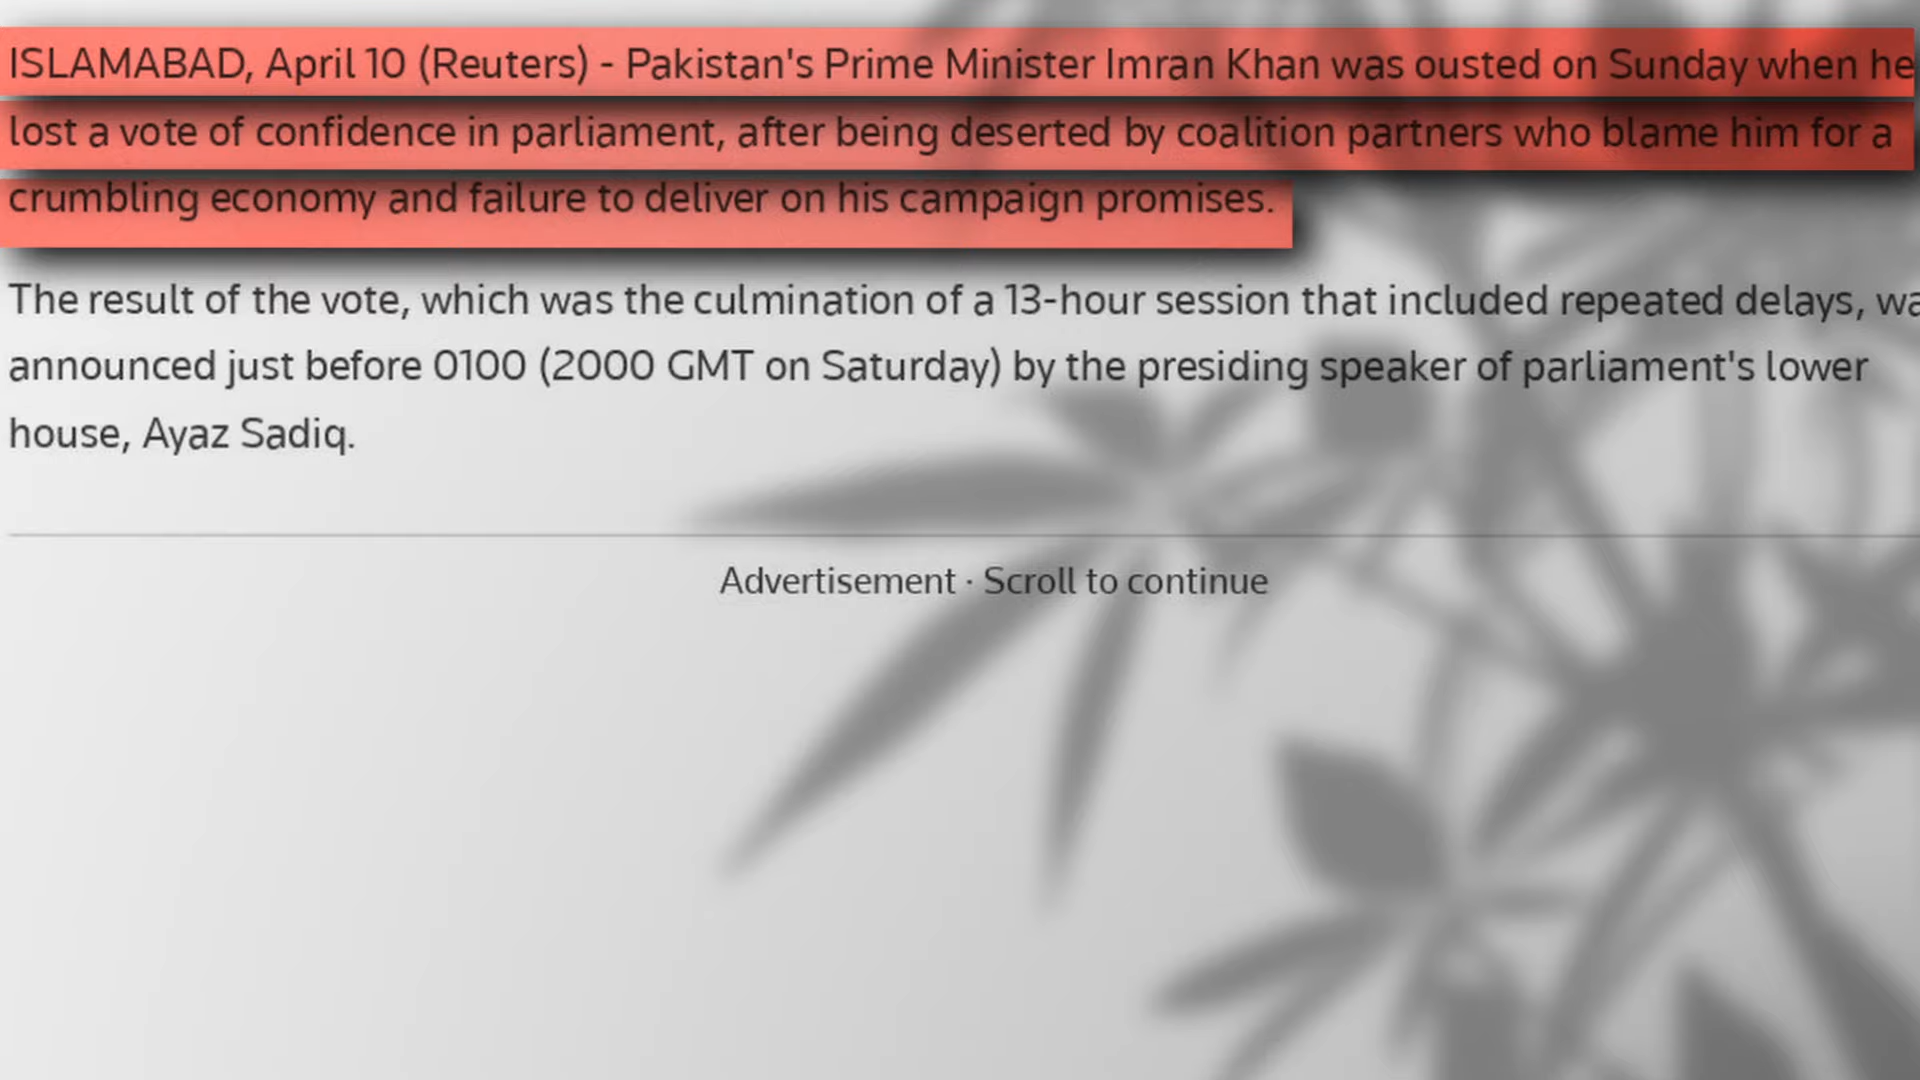 ISLAMABAD, April 10 (Reuters) - Pakistan's Prime Minister Imran Khan was ousted on Sunday when he
lost a vote of confidence in parliament, after being deserted by coalition partners who blame him for a
crumbling economy and failure to deliver on his campaign promises.
The result of the vote, which was the culmination of a 13-hour session that included repeated delays, wa
announced just before 0100 (2000 GMT on Saturday) by the presiding speaker of parliament's lower
house, Ayaz Sadiq.
Advertisement · Scroll to continue